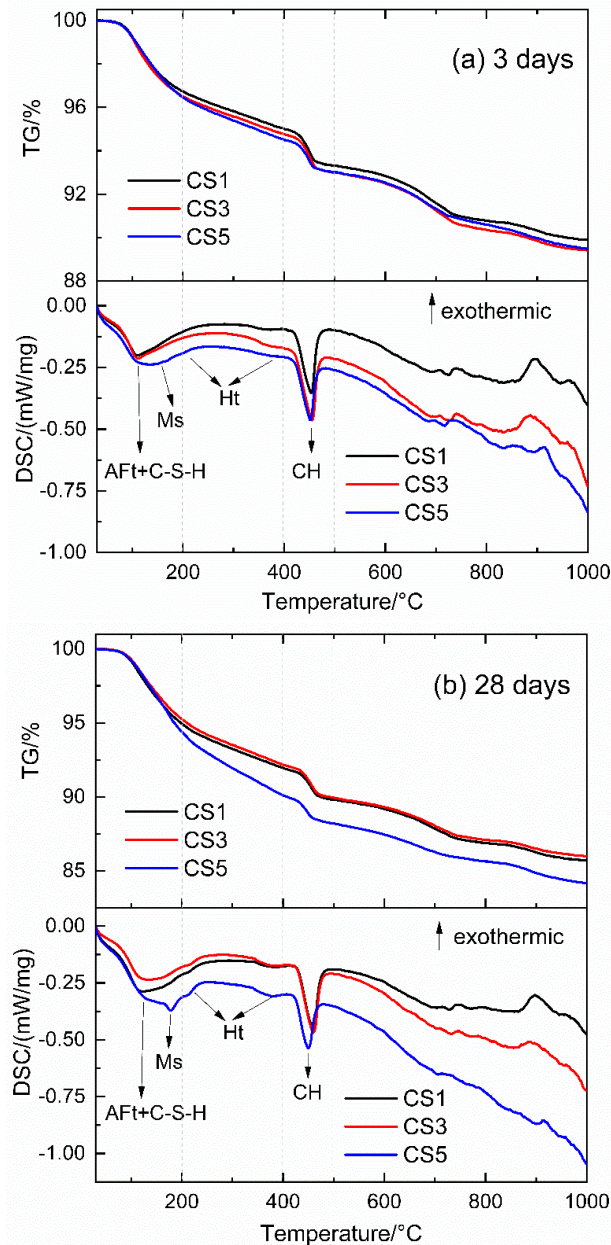 (a) 3 days
100
96
92
88
TG/%
CS1
CS3
CS5
0.00
-0.25
-0.50
-0.75
-1.00
DSC/(mW/mg)
exothermic
Ms
Ht
AFt+C-S-H
CH
CS1
CS3
CS5
200 400 600 800 1000
Temperature/°C
(b) 28 days
100
95
90
85
TG/%
CS1
CS3
CS5
0.00
-0.25
-0.50
-0.75
-1.00
DSC/(mW/mg)
exothermic
Ms
Ht
AFt+C-S-H
CH
CS1
CS3
CS5
200 400 600 800 1000
Temperature/°C